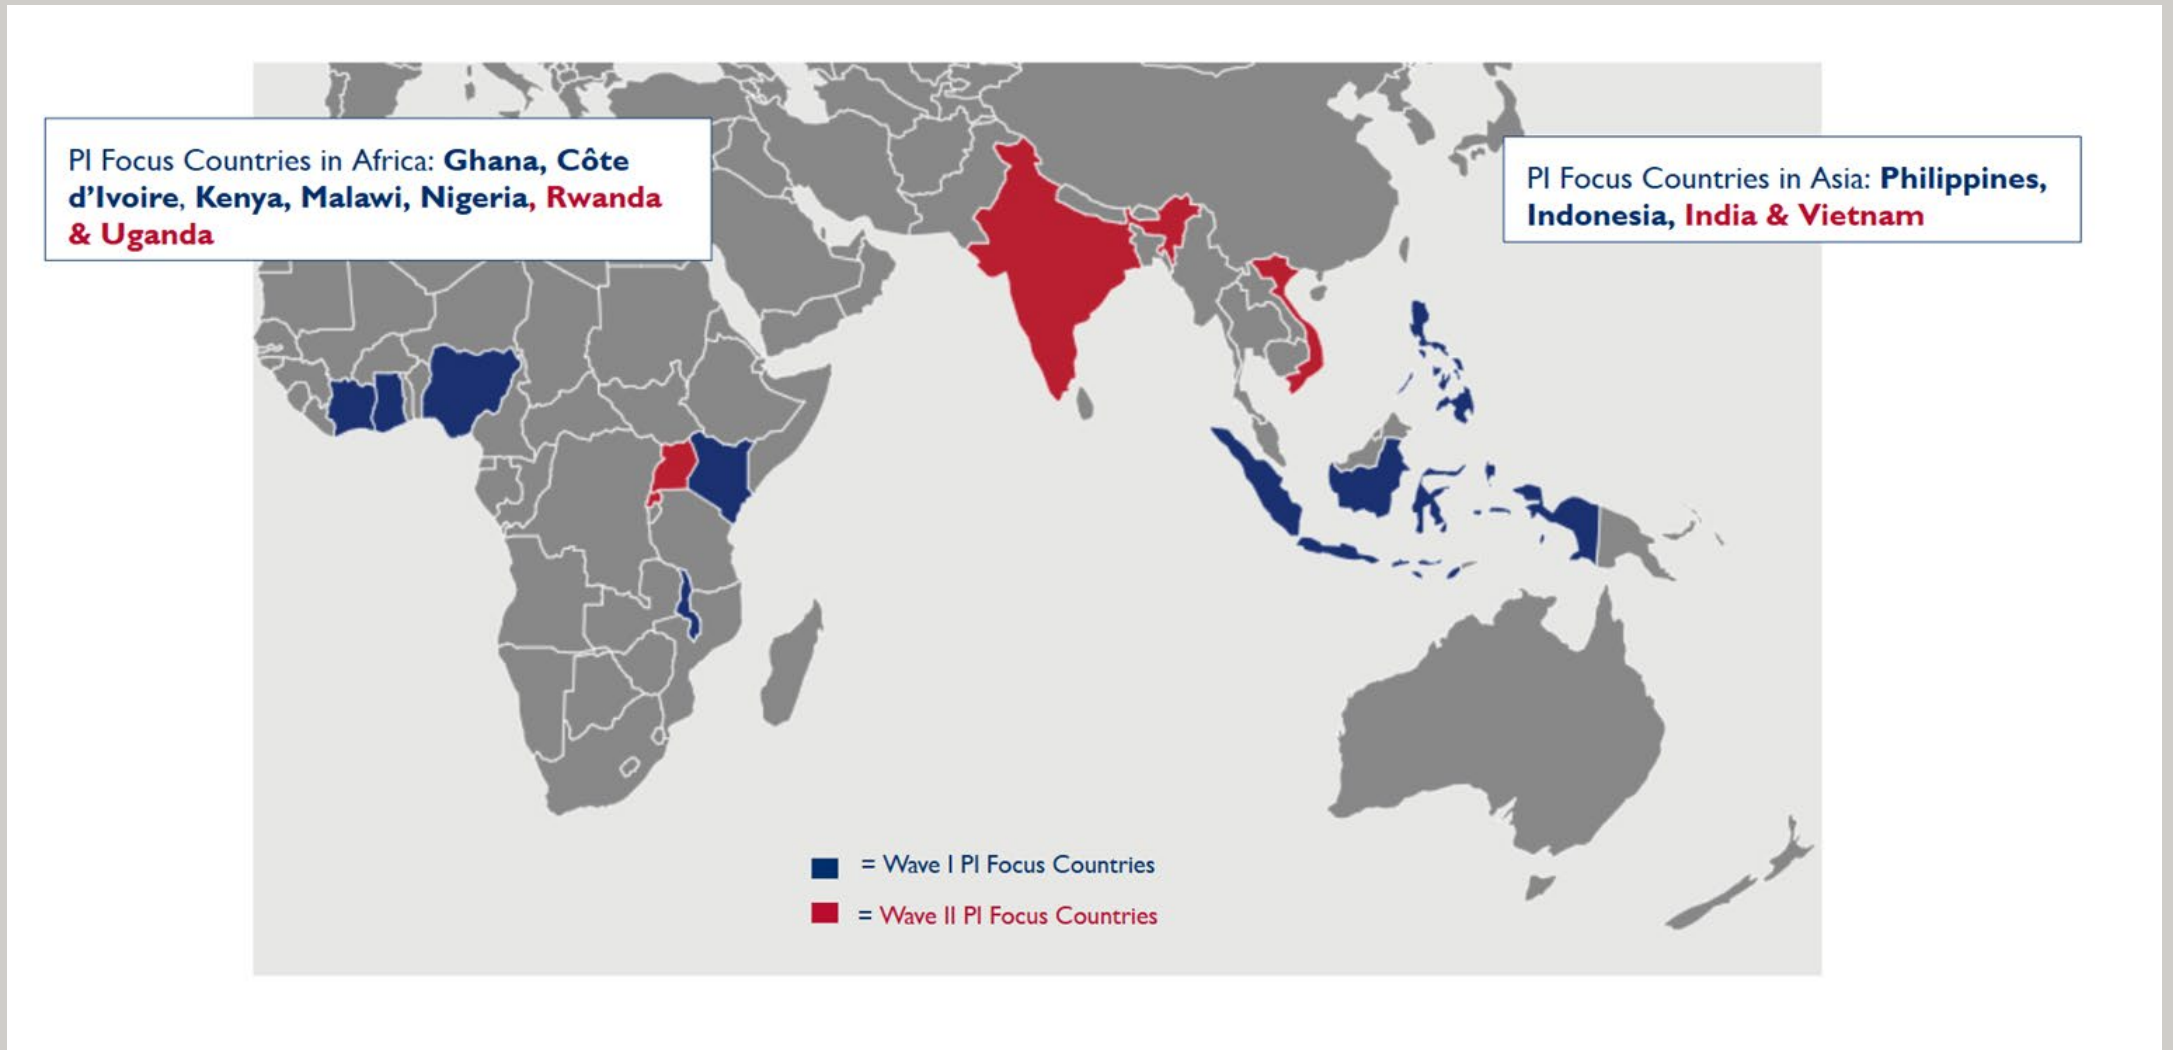 PI Focus Countries in Africa: Ghana, Côte
d’Ivoire, Kenya, Malawi, Nigeria, Rwanda
& Uganda
PI Focus Countries in Asia: Philippines,
Indonesia, India & Vietnam
= Wave I PI Focus Countries
= Wave II PI Focus Countries